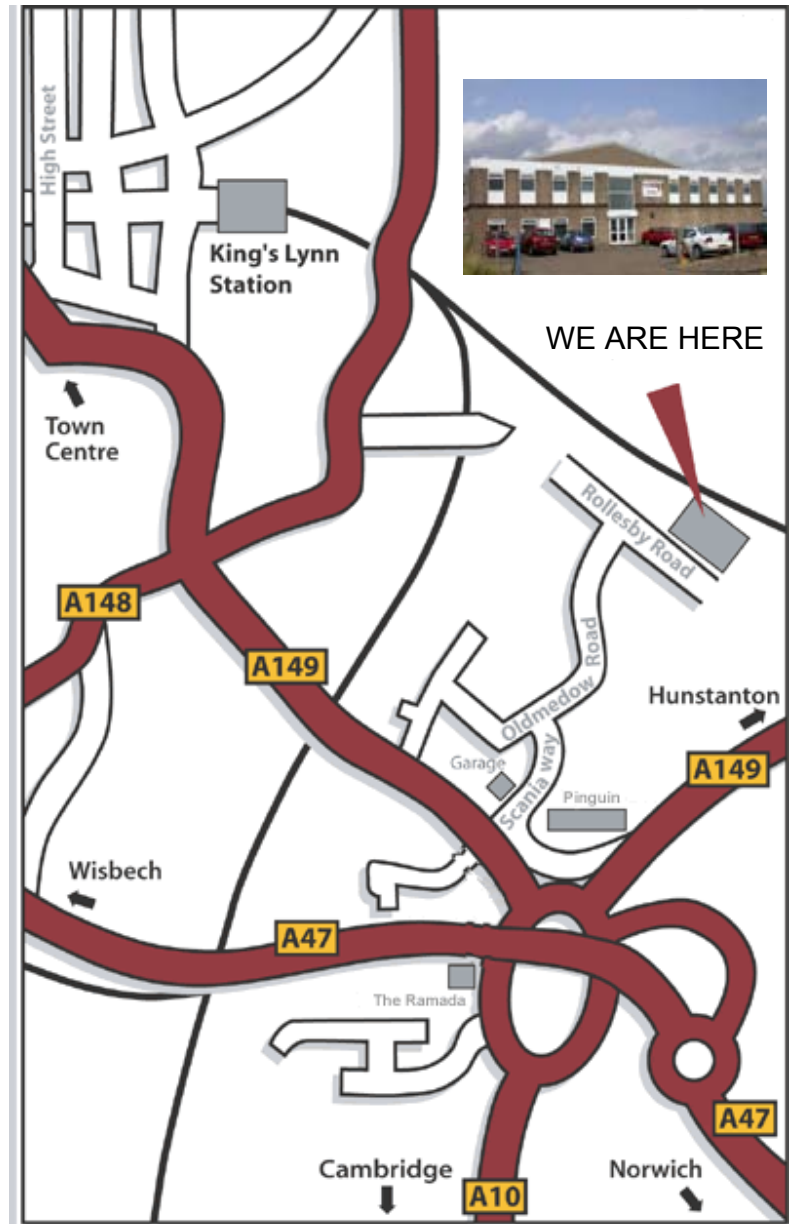 High Street
King's Lynn
Station
WE ARE HERE
Town
Centre
Rollesby Road
A148
A149
Oldmedow Road
Hunstanton
Scania way
Garage
A149
Pinguin
Wisbech
A47
The Ramada
A47
Cambridge
Norwich
A10